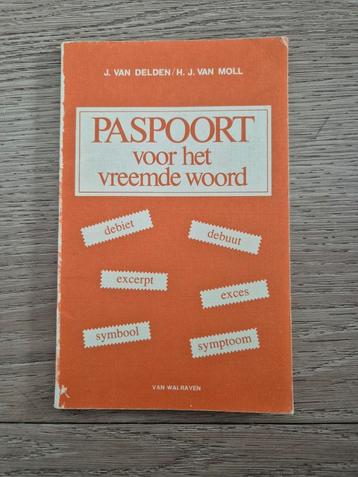 J. VAN DELDEN/H. J. VAN MOLL
PASPOORT
voor het
vreemde woord
debiet
debuut
excerpt
exces
symbool
symptoom
VAN WALRAVEN